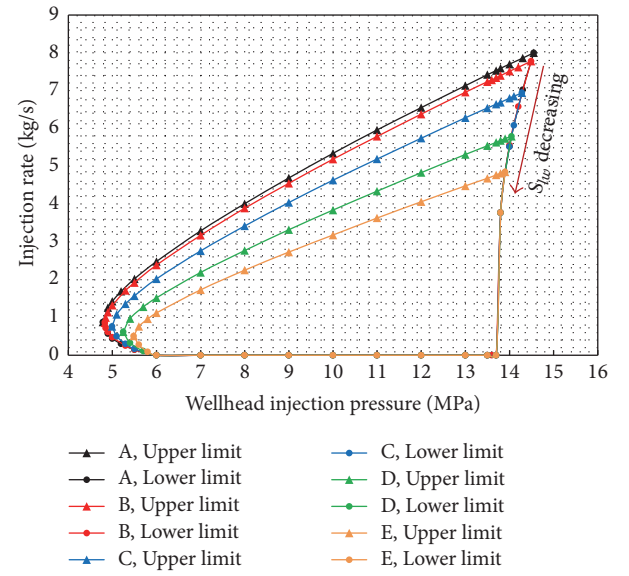 9
8
7
6
5
4
3
2
1
0
Injection rate (kg/s)
S_lw decreasing
4 5 6 7 8 9 10 11 12 13 14 15 16
Wellhead injection pressure (MPa)
A, Upper limit
A, Lower limit
B, Upper limit
B, Lower limit
C, Upper limit
C, Lower limit
D, Upper limit
D, Lower limit
E, Upper limit
E, Lower limit